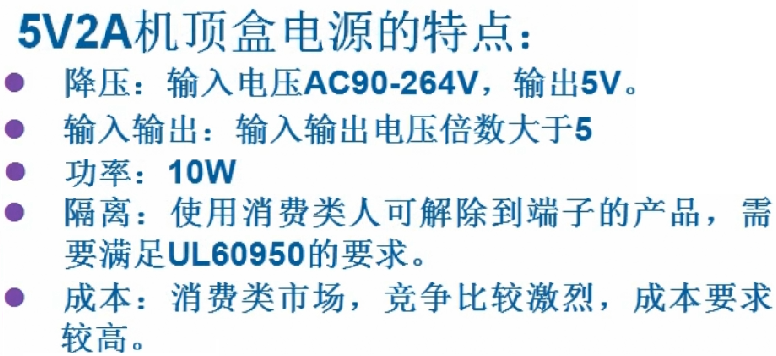 5V2A机顶盒电源的特点：
● 降压：输入电压AC90-264V，输出5V。
● 输入输出：输入输出电压倍数大于5
● 功率：10W
● 隔离：使用消费类人可解除到端子的产品，需
要满足UL60950的要求。
● 成本：消费类市场，竞争比较激烈，成本要求
较高。